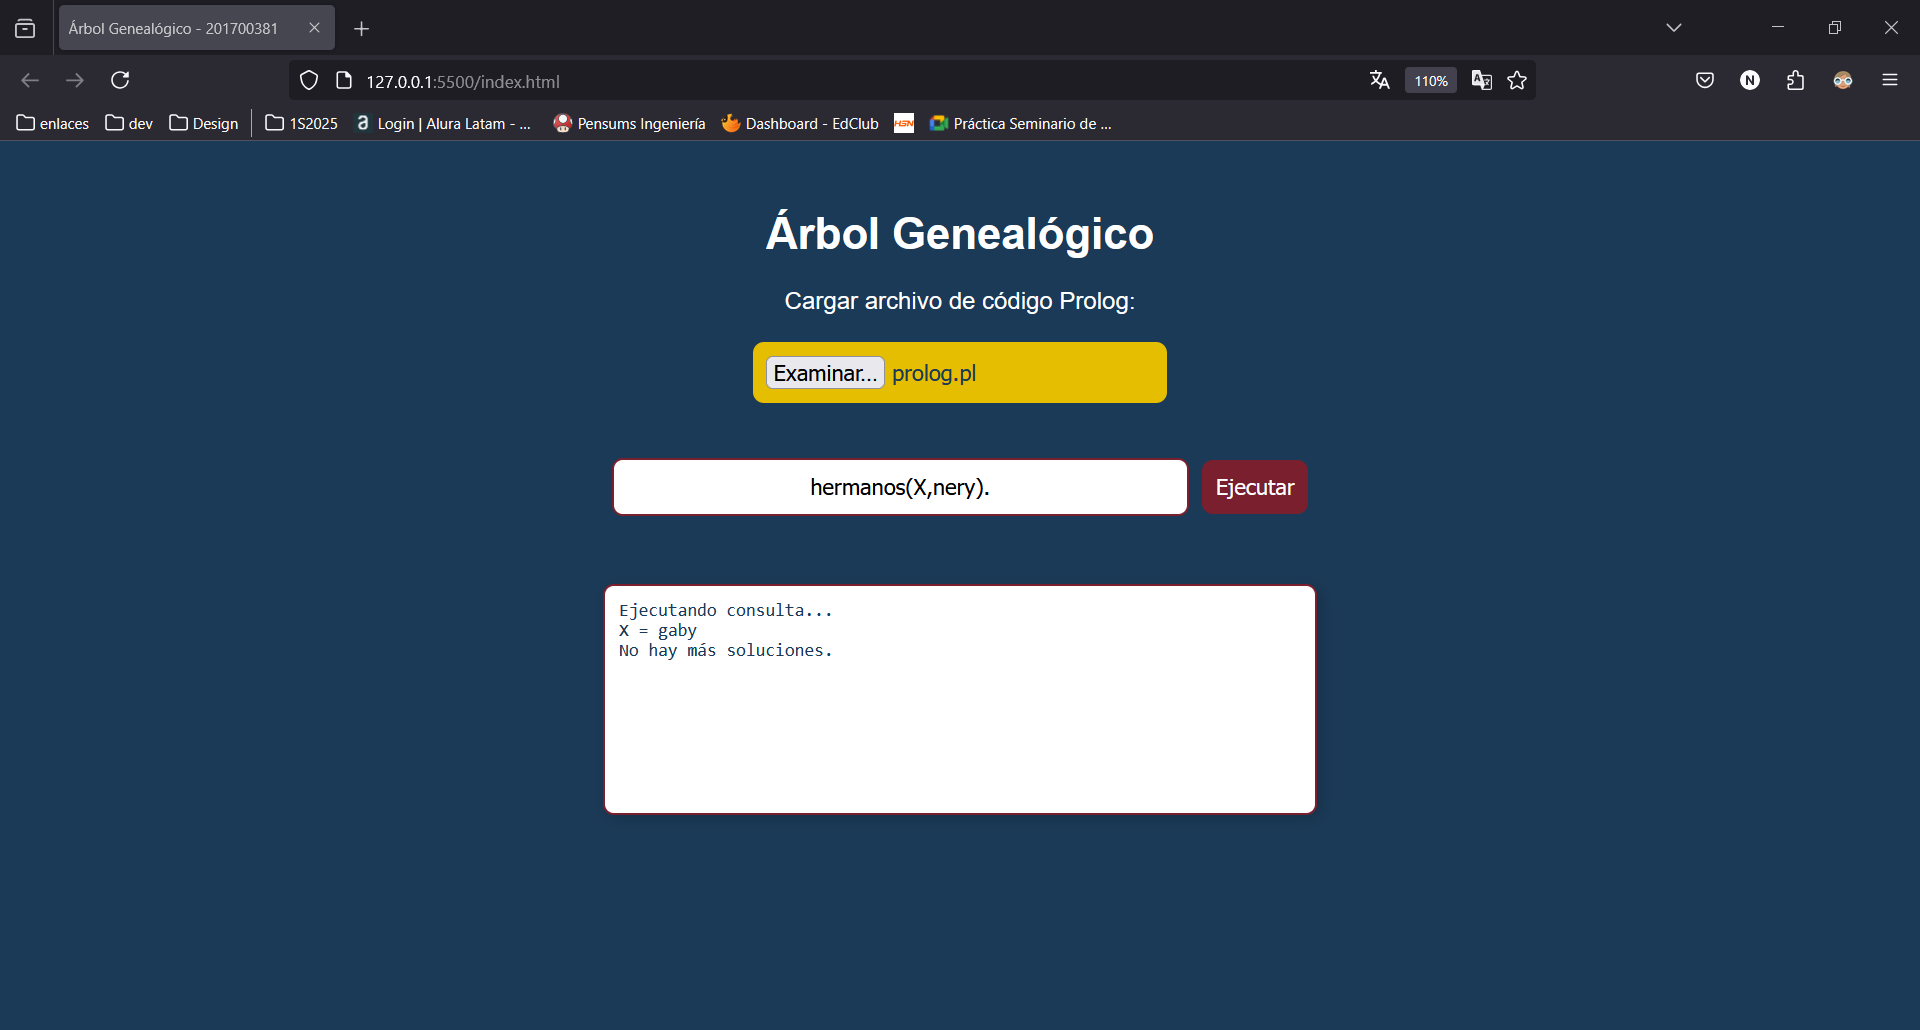 Árbol Genealógico - 201700381
127.0.0.1:5500/index.html
110%
N
enlaces
dev
Design
1S2025
a
Login | Alura Latam - ...
Pensums Ingeniería
Dashboard - EdClub
HSN
Práctica Seminario de ...
Árbol Genealógico
Cargar archivo de código Prolog:
Examinar... prolog.pl
hermanos(X,nery).
Ejecutar
Ejecutando consulta...
X = gaby
No hay más soluciones.